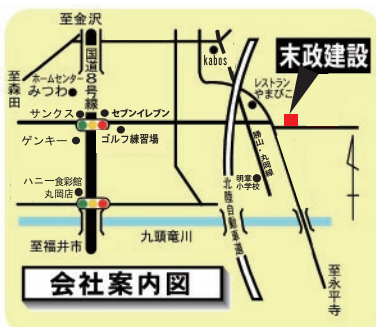 至金沢
国道8号線
至森田
ホームセンター
みつわ
サンクス
セブンイレブン
ゲンキー
ゴルフ練習場
ハニー食彩館
丸岡店
至福井市
九頭竜川
kabos
末政建設
レストラン
やまびこ
勝山・丸岡線
明章
小学校
北陸自動車道
至永平寺
会社案内図